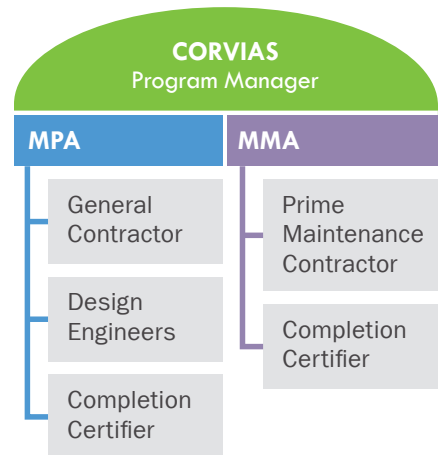 CORVIAS
Program Manager
MPA
General
Contractor
Design
Engineers
Completion
Certifier
MMA
Prime
Maintenance
Contractor
Completion
Certifier